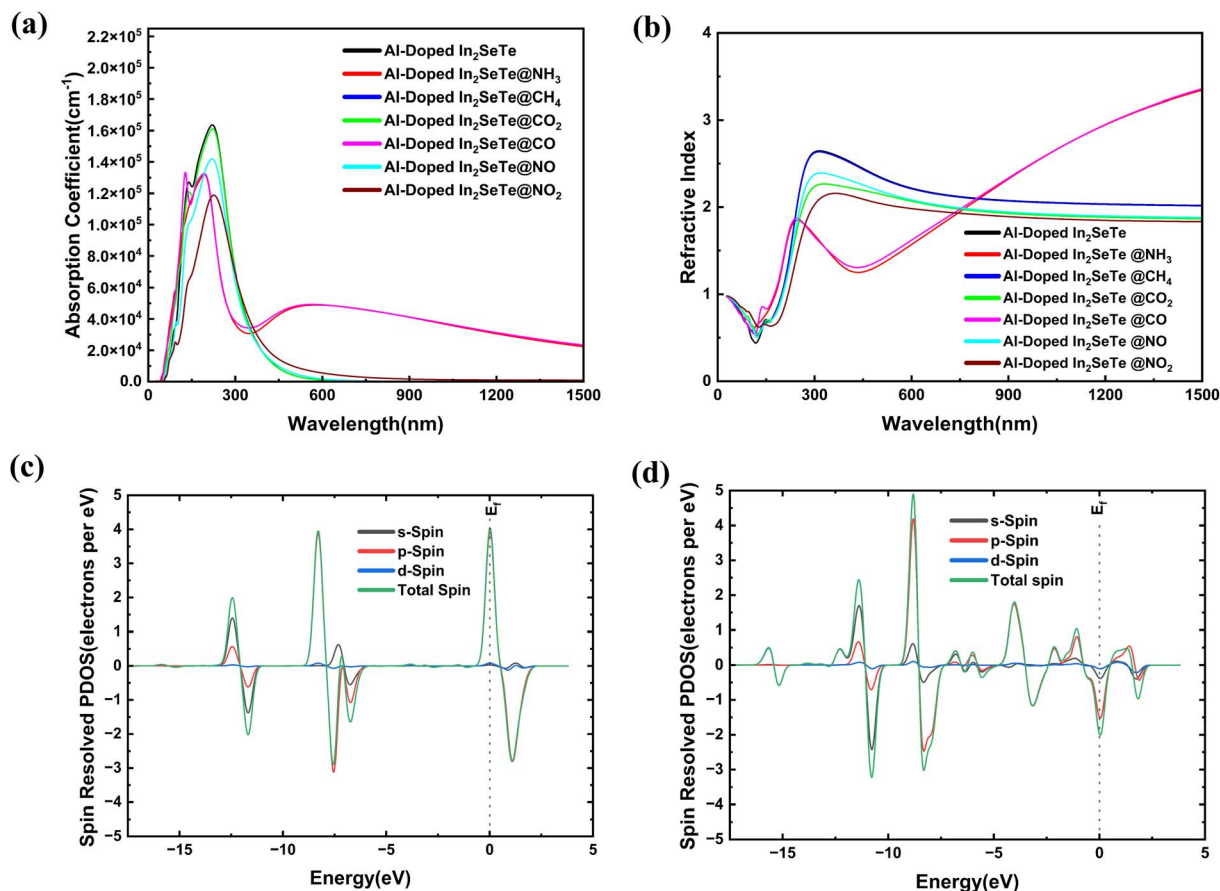 (a)
Absorption Coefficient(cm⁻¹)
2.2×10⁵
2.0×10⁵
1.8×10⁵
1.6×10⁵
1.4×10⁵
1.2×10⁵
1.0×10⁵
8.0×10⁴
6.0×10⁴
4.0×10⁴
2.0×10⁴
0.0
Al-Doped In₂SeTe
Al-Doped In₂SeTe@NH₃
Al-Doped In₂SeTe@CH₄
Al-Doped In₂SeTe@CO₂
Al-Doped In₂SeTe@CO
Al-Doped In₂SeTe@NO
Al-Doped In₂SeTe@NO₂
0 300 600 900 1200 1500
Wavelength(nm)
(b)
Refractive Index
4
3
2
1
0
Al-Doped In₂SeTe
Al-Doped In₂SeTe @NH₃
Al-Doped In₂SeTe @CH₄
Al-Doped In₂SeTe @CO₂
Al-Doped In₂SeTe @CO
Al-Doped In₂SeTe @NO
Al-Doped In₂SeTe @NO₂
0 300 600 900 1200 1500
Wavelength(nm)
(c)
Spin Resolved PDOS(electrons per eV)
5
4
3
2
1
0
−1
−2
−3
−4
−5
s-Spin
p-Spin
d-Spin
Total Spin
E_f
−15 −10 −5 0 5
Energy(eV)
(d)
Spin Resolved PDOS(electrons per eV)
5
4
3
2
1
0
−1
−2
−3
−4
−5
s-Spin
p-Spin
d-Spin
Total spin
E_f
−15 −10 −5 0 5
Energy(eV)